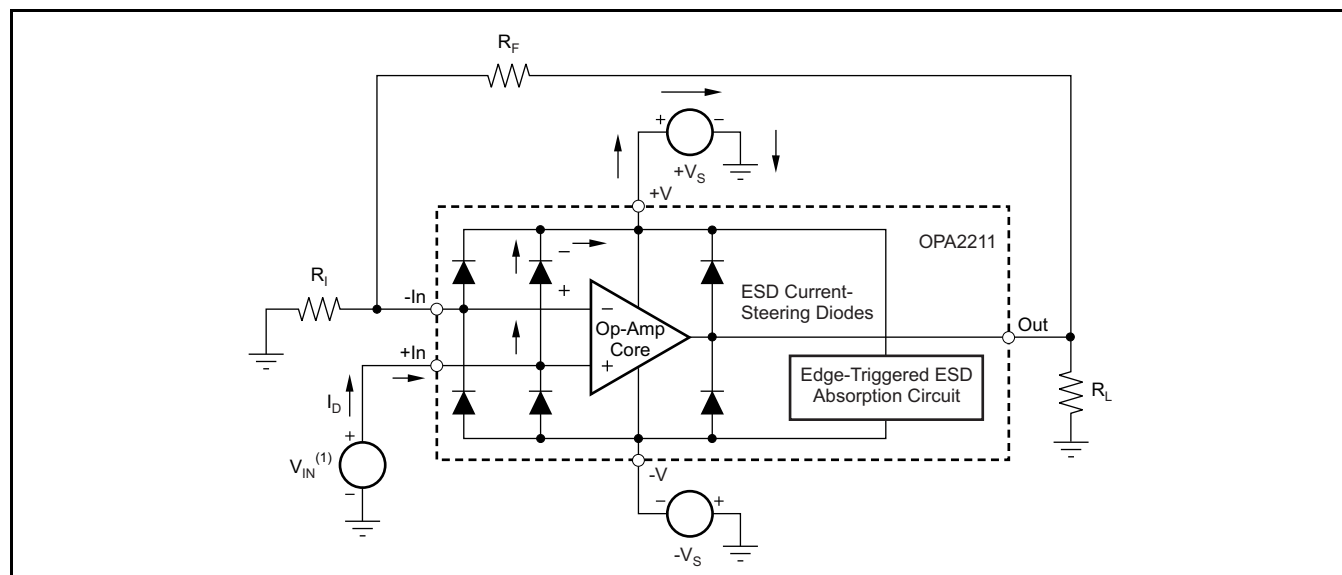 R_F
+ −
+V_S
+V
OPA2211
R_I
−
+
-In
−
Op-Amp
Core
+
ESD Current-
Steering Diodes
Out
+In
Edge-Triggered ESD
Absorption Circuit
R_L
I_D
+
V_IN^(1)
−
-V
− +
-V_S